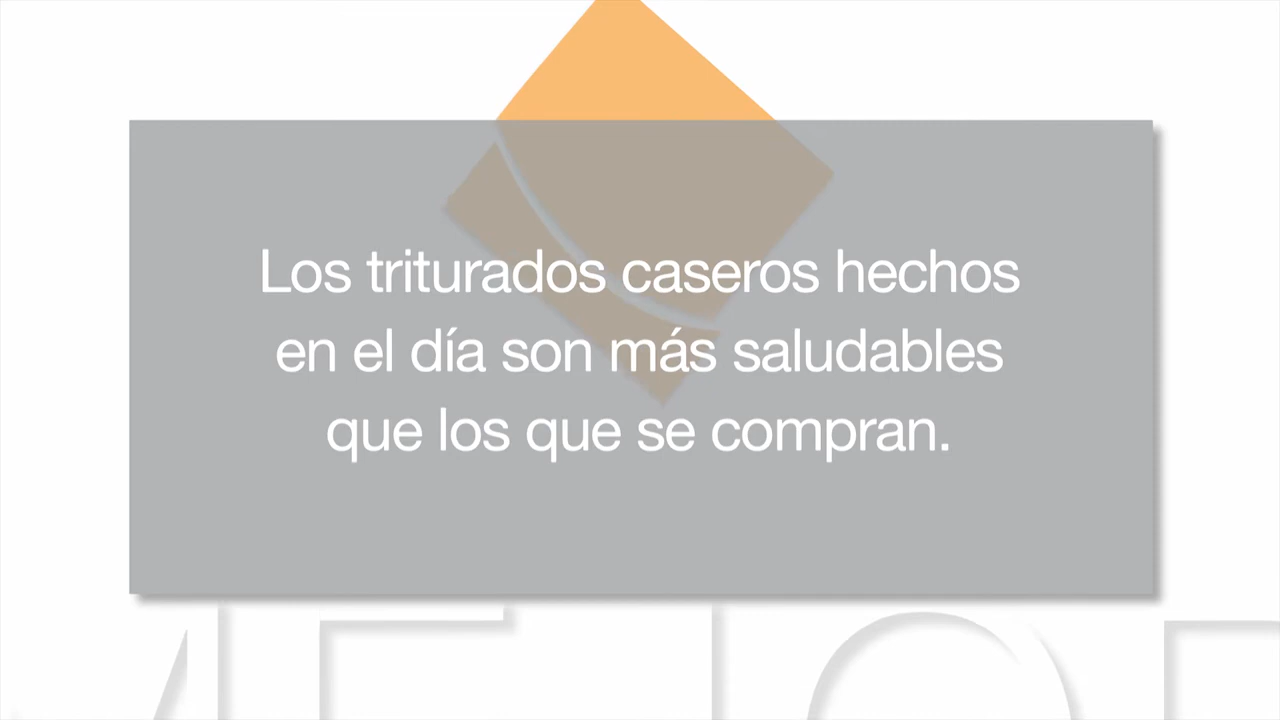 Los triturados caseros hechos
en el día son más saludables
que los que se compran.